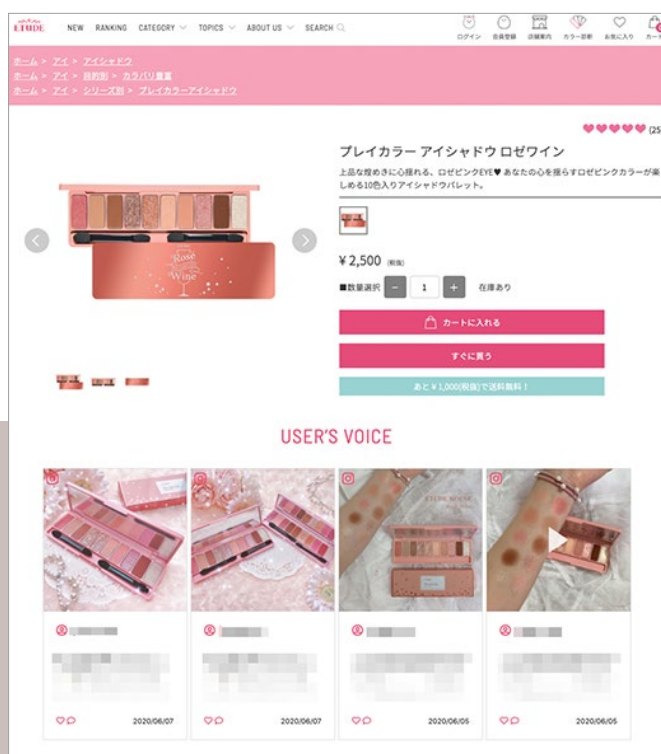 ETUDE
NEW RANKING CATEGORY TOPICS ABOUT US SEARCH
ログイン 会員登録 店舗案内 カラー診断 お気に入り カー
ホーム > アイ > アイシャドウ
ホーム > アイ > 目的別 > カラバリ豊富
ホーム > アイ > シリーズ別 > プレイカラーアイシャドウ
(25
プレイカラー アイシャドウ ロゼワイン
上品な煌めきに心揺れる、ロゼピンクEYE♥ あなたの心を揺らすロゼピンクカラーが楽
しめる10色入りアイシャドウパレット。
Rosé
Wine
¥2,500 (税抜)
■数量選択 - 1 + 在庫あり
カートに入れる
すぐに買う
あと¥1,000(税抜)で送料無料！
USER'S VOICE
ETUDE HOUSE
2020/06/07
2020/06/07
2020/06/05
2020/06/05